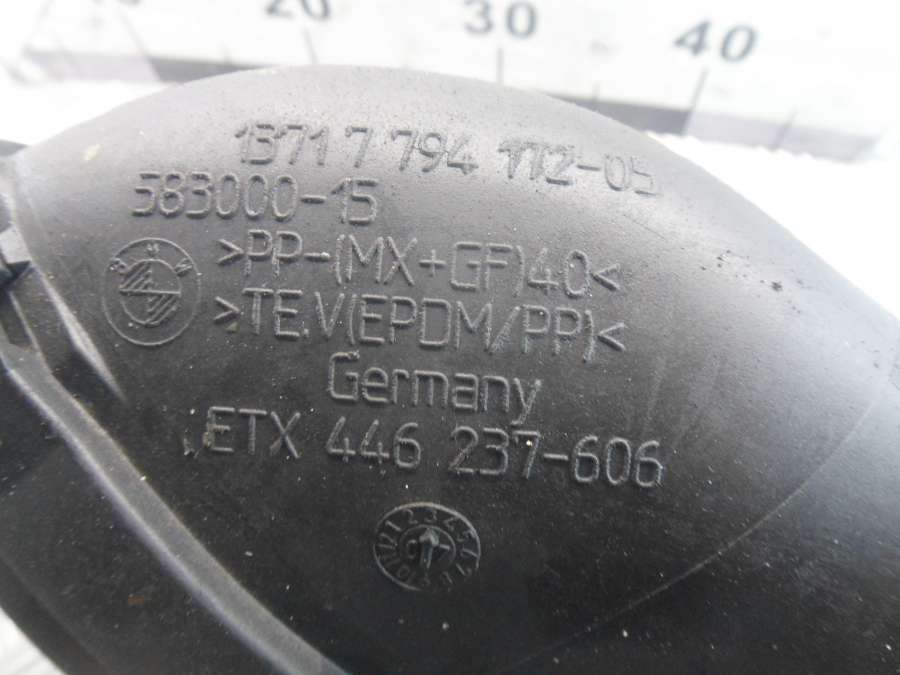 20 30 40
1371 7 794 112-05
583000-15
>PP-(MX+GF)40<
>TE.V(EPDM/PP)<
Germany
ETX 446 237-606